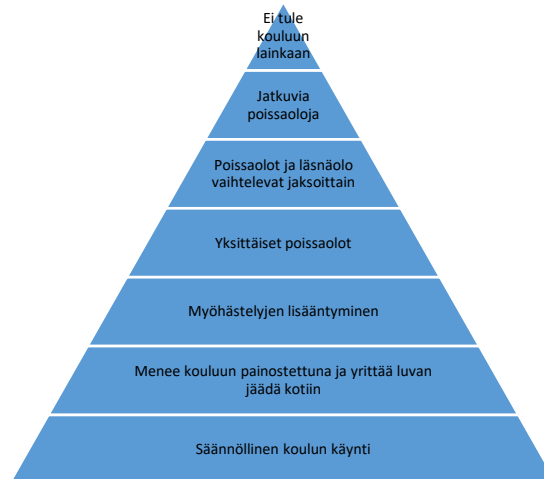 Ei tule
kouluun
lainkaan
Jatkuvia
poissaoloja
Poissaolot ja läsnäolo
vaihtelevat jaksoittain
Yksittäiset poissaolot
Myöhästelyjen lisääntyminen
Menee kouluun painostettuna ja yrittää luvan
jäädä kotiin
Säännöllinen koulun käynti